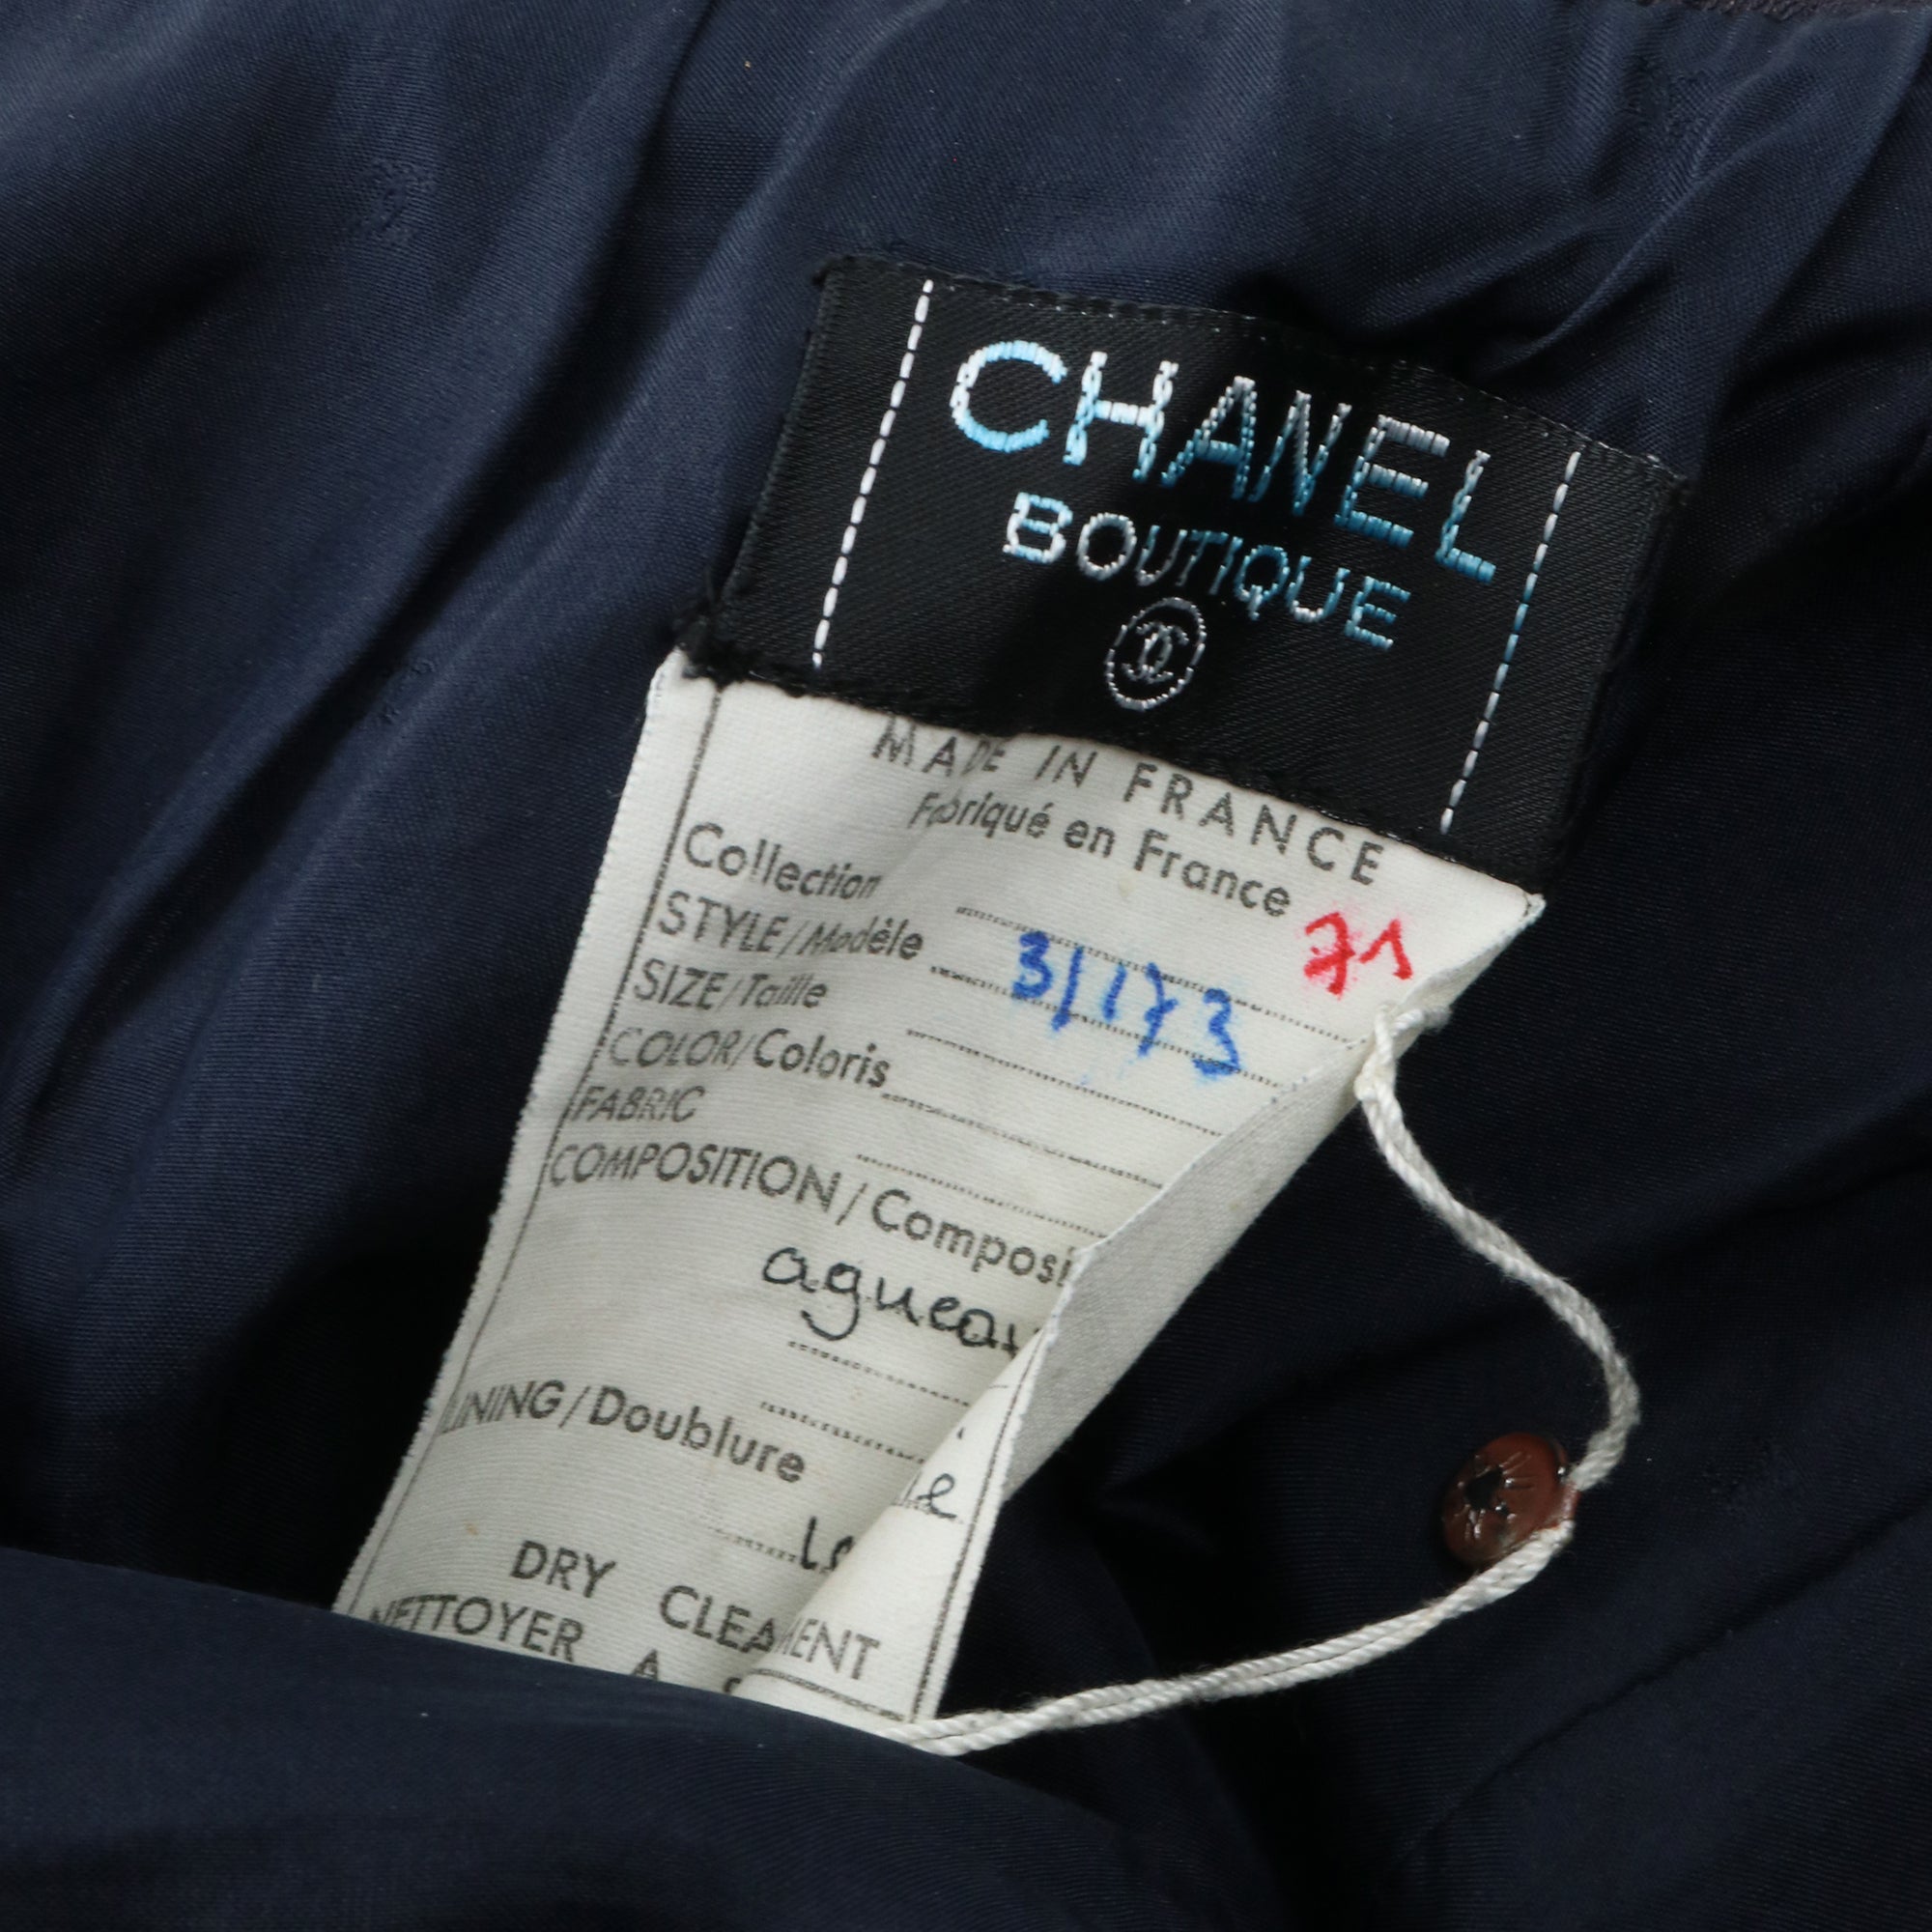 CHANEL
BOUTIQUE
MADE IN FRANCE
Fabriqué en France
71
Collection
STYLE/Modèle 3/173
SIZE/Taille
COLOR/Coloris
FABRIC
COMPOSITION/Composi
agneau
LINING/Doublure
DRY CLEA
NETTOYER A
MENT